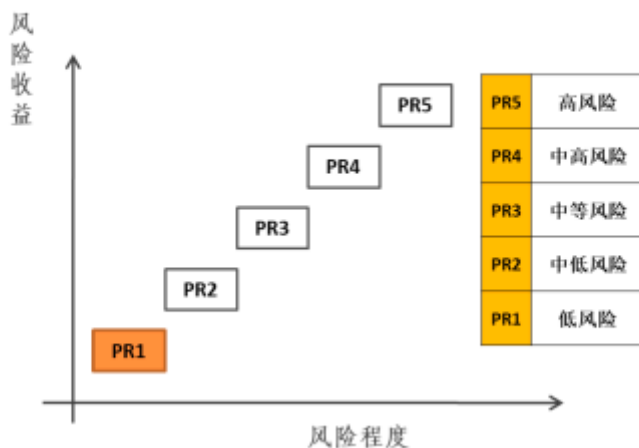 风险收益
PR5
PR4
PR3
PR2
PR1
风险程度
PR5 高风险
PR4 中高风险
PR3 中等风险
PR2 中低风险
PR1 低风险